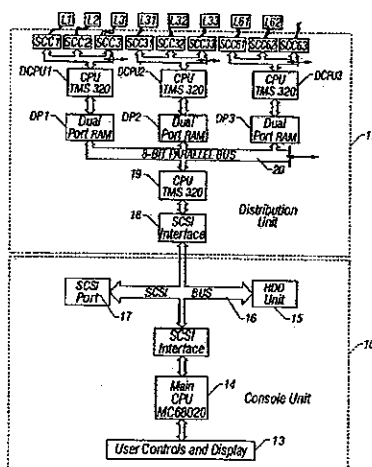 L1 L2 L3 L31 L32 L33 L61 L62
SCC1 SCC2 SCC3 SCC31 SCC32 SCC33 SCC61 SCC62 SCC63
DCPU1 CPU TMS 320 DCPU2 CPU TMS 320 CPU TMS 320 DCPU3
DP1 Dual Port RAM DP2 Dual Port RAM DP3 Dual Port RAM
8-BIT PARALLEL BUS
20
19
CPU
TMS 320
18
SCSI
Interface
Distribution
Unit
SCSI
Port
17
SCSI BUS
16
HDD
Unit
15
10
SCSI
Interface
14
Main
CPU
MC68020
Console Unit
User Controls and Display
13